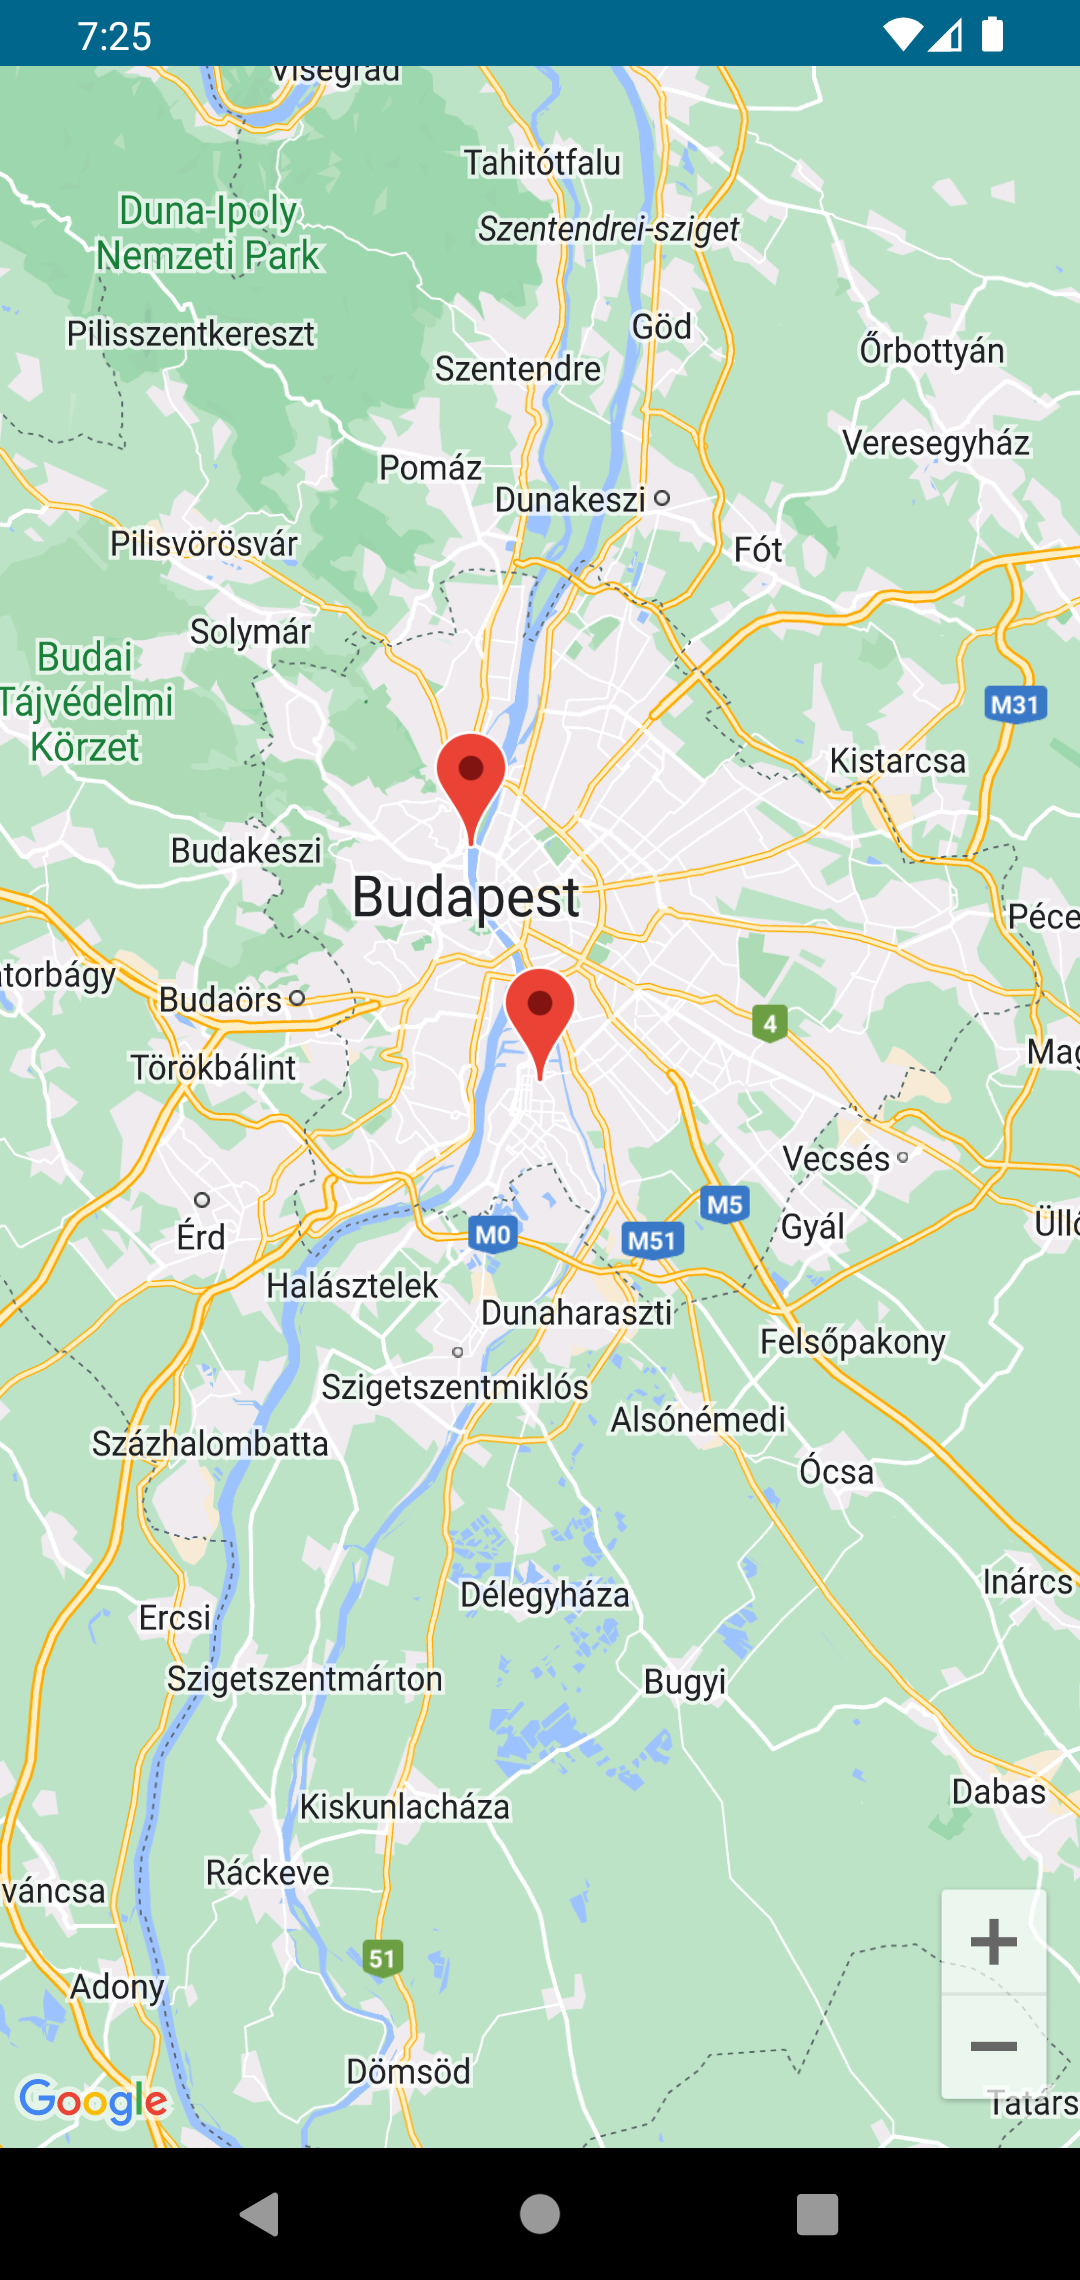 7:25
Visegrád
Tahitótfalu
Duna-Ipoly
Nemzeti Park
Szentendrei-sziget
Pilisszentkereszt
Göd
Őrbottyán
Szentendre
Veresegyház
Pomáz
Dunakeszi
Pilisvörösvár
Fót
Solymár
Budai
Tájvédelmi
Körzet
M31
Kistarcsa
Budakeszi
Budapest
Péce
torbágy
Budaörs
4
Törökbálint
Mag
Vecsés
Érd
M0
M51
M5
Gyál
Üllő
Halásztelek
Dunaharaszti
Felsőpakony
Szigetszentmiklós
Alsónémedi
Százhalombatta
Ócsa
Inárcs
Délegyháza
Ercsi
Szigetszentmárton
Bugyi
Dabas
Kiskunlacháza
Ráckeve
váncsa
51
Adony
Dömsöd
Google
Tatárs